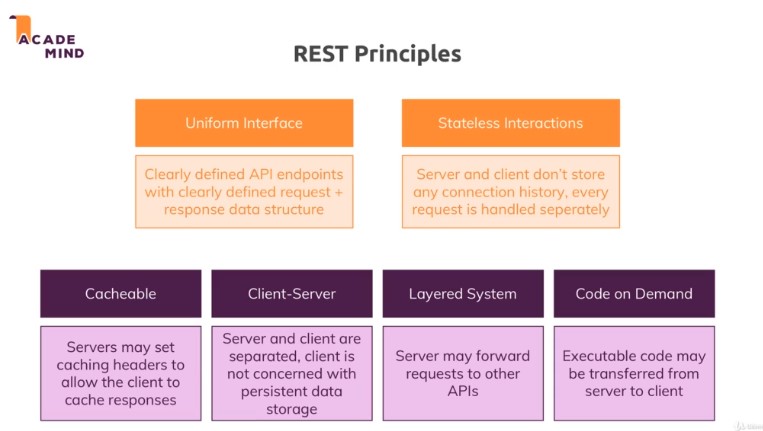 ACADE
MIND
REST Principles
Uniform Interface
Clearly defined API endpoints
with clearly defined request +
response data structure
Stateless Interactions
Server and client don't store
any connection history, every
request is handled seperately
Cacheable
Servers may set
caching headers to
allow the client to
cache responses
Client-Server
Server and client are
separated, client is
not concerned with
persistent data
storage
Layered System
Server may forward
requests to other
APIs
Code on Demand
Executable code may
be transferred from
server to client